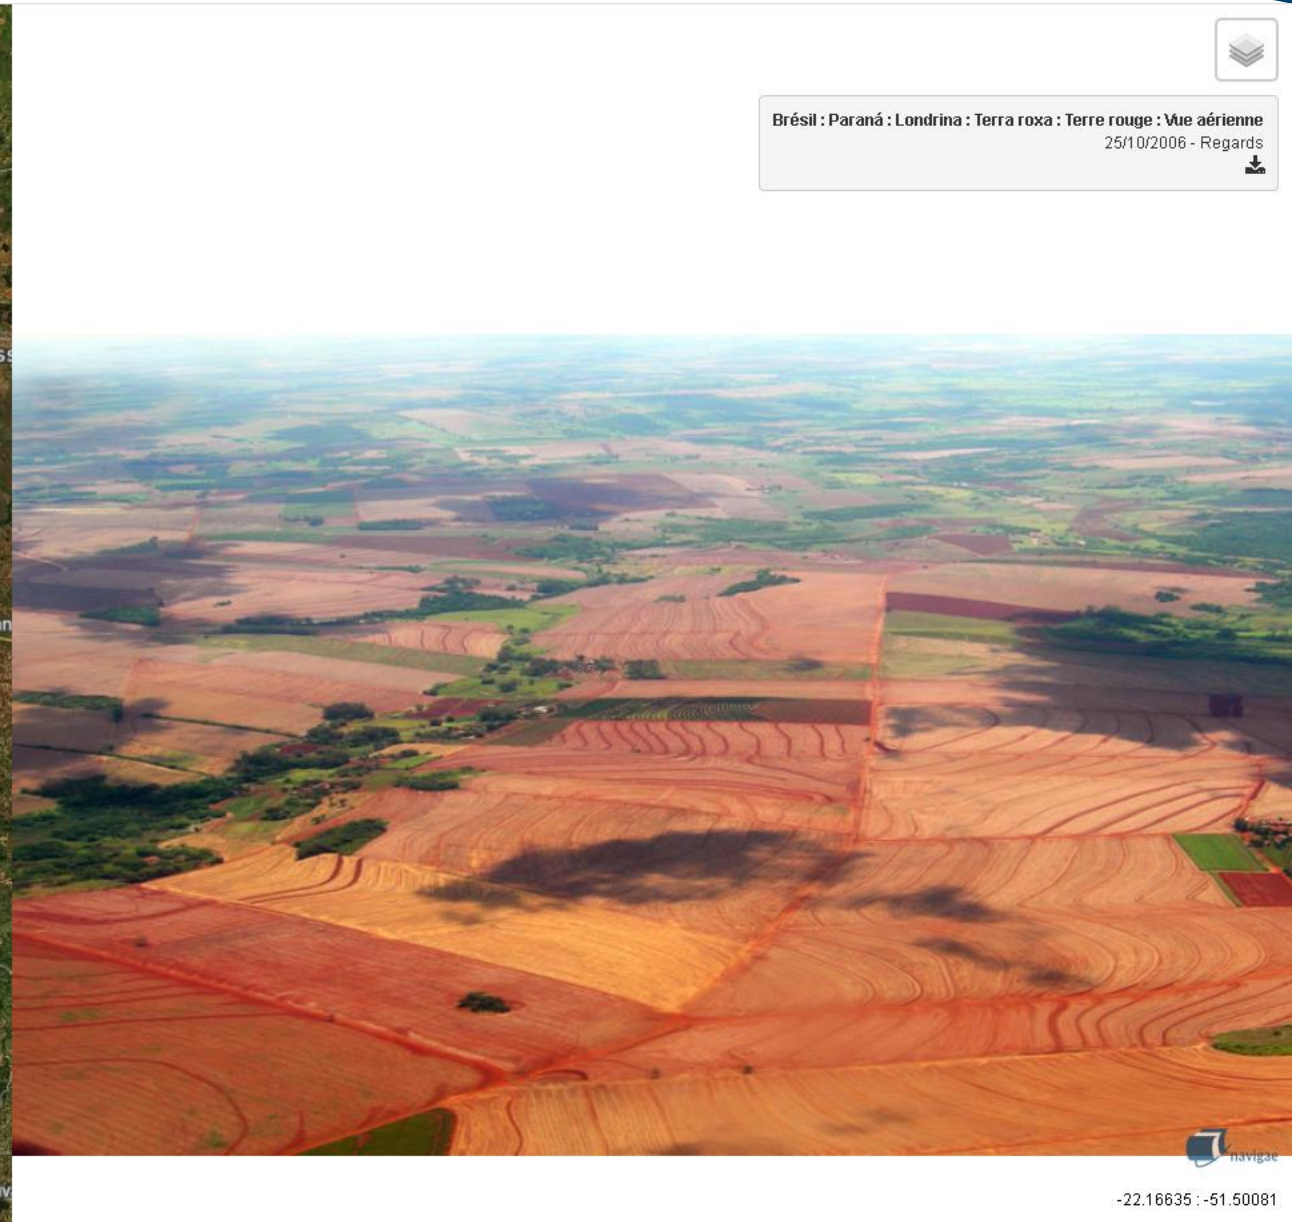 Brésil : Paraná : Londrina : Terra roxa : Terre rouge : Vue aérienne
25/10/2006 - Regards
navigae
-22.16635 : -51.50081